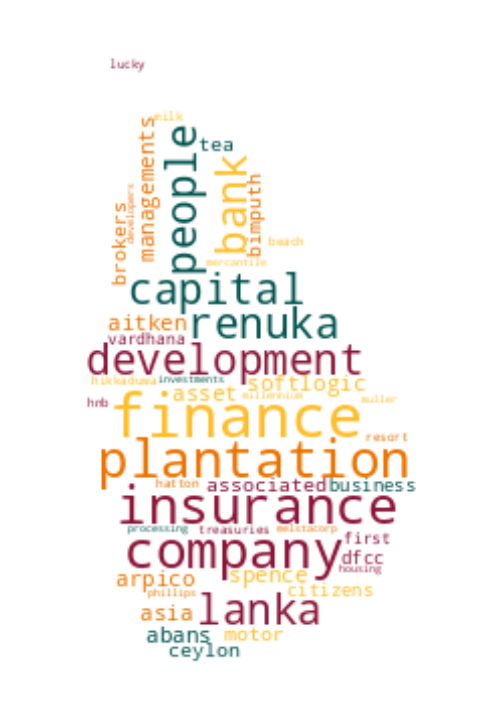 lucky
milk
people
tea
managements
bank
bimputh
developers
brokers
beach
mercantile
capital
renuka
aitken
vardhana
development
hikkaduwa
investments
softlogic
asset
millennium
hnb
finance
muller
resort
plantation
hatton
associated
business
insurance
processing
treasuries
melstacorp
company
first
dfcc
housing
arpico
spence
phillips
citizens
asia
lanka
abans
motor
ceylon